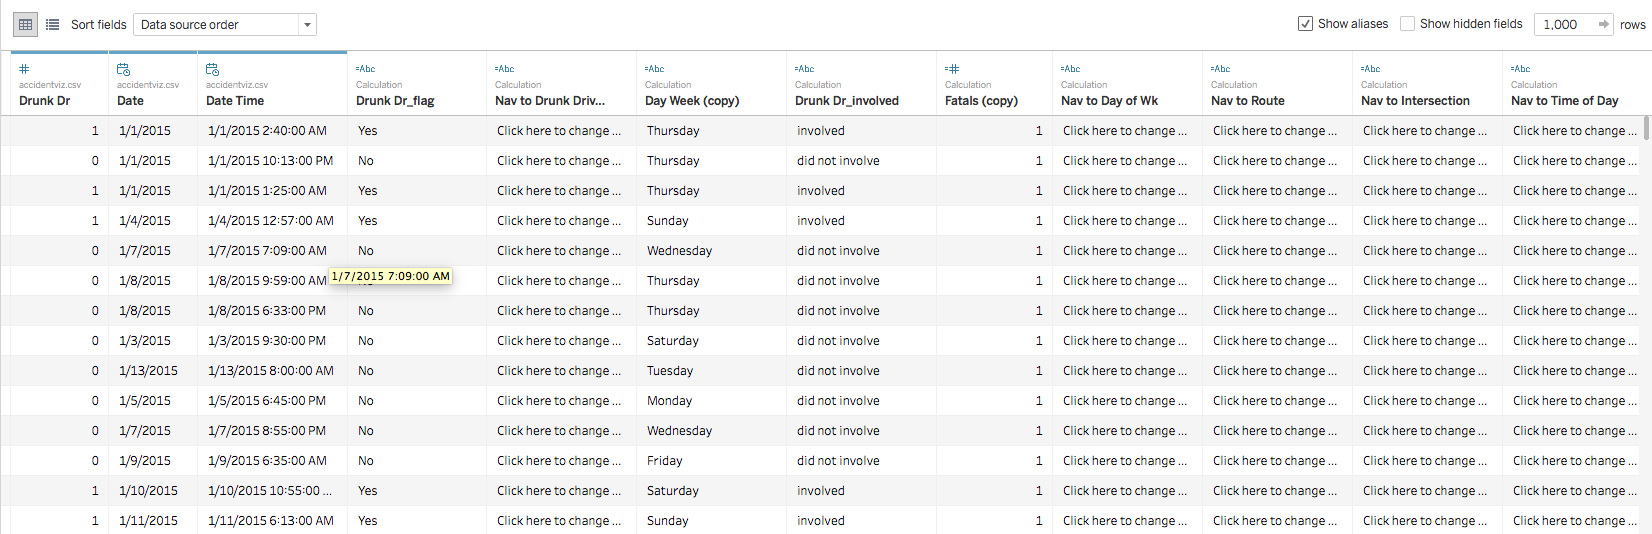 Sort fields Data source order Show aliases Show hidden fields 1,000 rows
# =Abc =Abc =Abc =Abc =# =Abc =Abc =Abc =Abc
accidentviz.csv accidentviz.csv accidentviz.csv Calculation Calculation Calculation Calculation Calculation Calculation Calculation Calculation Calculation
Drunk Dr Date Date Time Drunk Dr_flag Nav to Drunk Driv... Day Week (copy) Drunk Dr_involved Fatals (copy) Nav to Day of Wk Nav to Route Nav to Intersection Nav to Time of Day
1 1/1/2015 1/1/2015 2:40:00 AM Yes Click here to change ... Thursday involved 1 Click here to change ... Click here to change ... Click here to change ... Click here to change ...
0 1/1/2015 1/1/2015 10:13:00 PM No Click here to change ... Thursday did not involve 1 Click here to change ... Click here to change ... Click here to change ... Click here to change ...
1 1/1/2015 1/1/2015 1:25:00 AM Yes Click here to change ... Thursday involved 1 Click here to change ... Click here to change ... Click here to change ... Click here to change ...
1 1/4/2015 1/4/2015 12:57:00 AM Yes Click here to change ... Sunday involved 1 Click here to change ... Click here to change ... Click here to change ... Click here to change ...
0 1/7/2015 1/7/2015 7:09:00 AM No Click here to change ... Wednesday did not involve 1 Click here to change ... Click here to change ... Click here to change ... Click here to change ...
1/7/2015 7:09:00 AM
0 1/8/2015 1/8/2015 9:59:00 AM Click here to change ... Thursday did not involve 1 Click here to change ... Click here to change ... Click here to change ... Click here to change ...
0 1/8/2015 1/8/2015 6:33:00 PM No Click here to change ... Thursday did not involve 1 Click here to change ... Click here to change ... Click here to change ... Click here to change ...
0 1/3/2015 1/3/2015 9:30:00 PM No Click here to change ... Saturday did not involve 1 Click here to change ... Click here to change ... Click here to change ... Click here to change ...
0 1/13/2015 1/13/2015 8:00:00 AM No Click here to change ... Tuesday did not involve 1 Click here to change ... Click here to change ... Click here to change ... Click here to change ...
0 1/5/2015 1/5/2015 6:45:00 PM No Click here to change ... Monday did not involve 1 Click here to change ... Click here to change ... Click here to change ... Click here to change ...
0 1/7/2015 1/7/2015 8:55:00 PM No Click here to change ... Wednesday did not involve 1 Click here to change ... Click here to change ... Click here to change ... Click here to change ...
0 1/9/2015 1/9/2015 6:35:00 AM No Click here to change ... Friday did not involve 1 Click here to change ... Click here to change ... Click here to change ... Click here to change ...
1 1/10/2015 1/10/2015 10:55:00 ... Yes Click here to change ... Saturday involved 1 Click here to change ... Click here to change ... Click here to change ... Click here to change ...
1 1/11/2015 1/11/2015 6:13:00 AM Yes Click here to change ... Sunday involved 1 Click here to change ... Click here to change ... Click here to change ... Click here to change ...